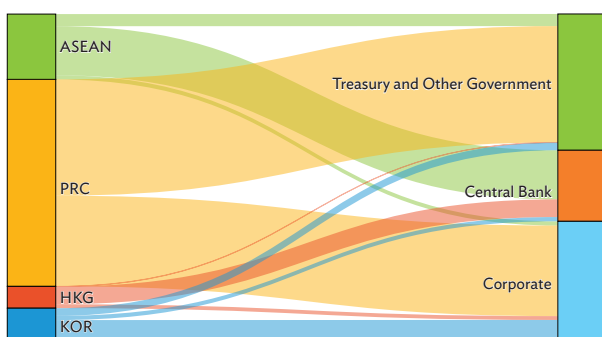 ASEAN
Treasury and Other Government
PRC
Central Bank
Corporate
HKG
KOR